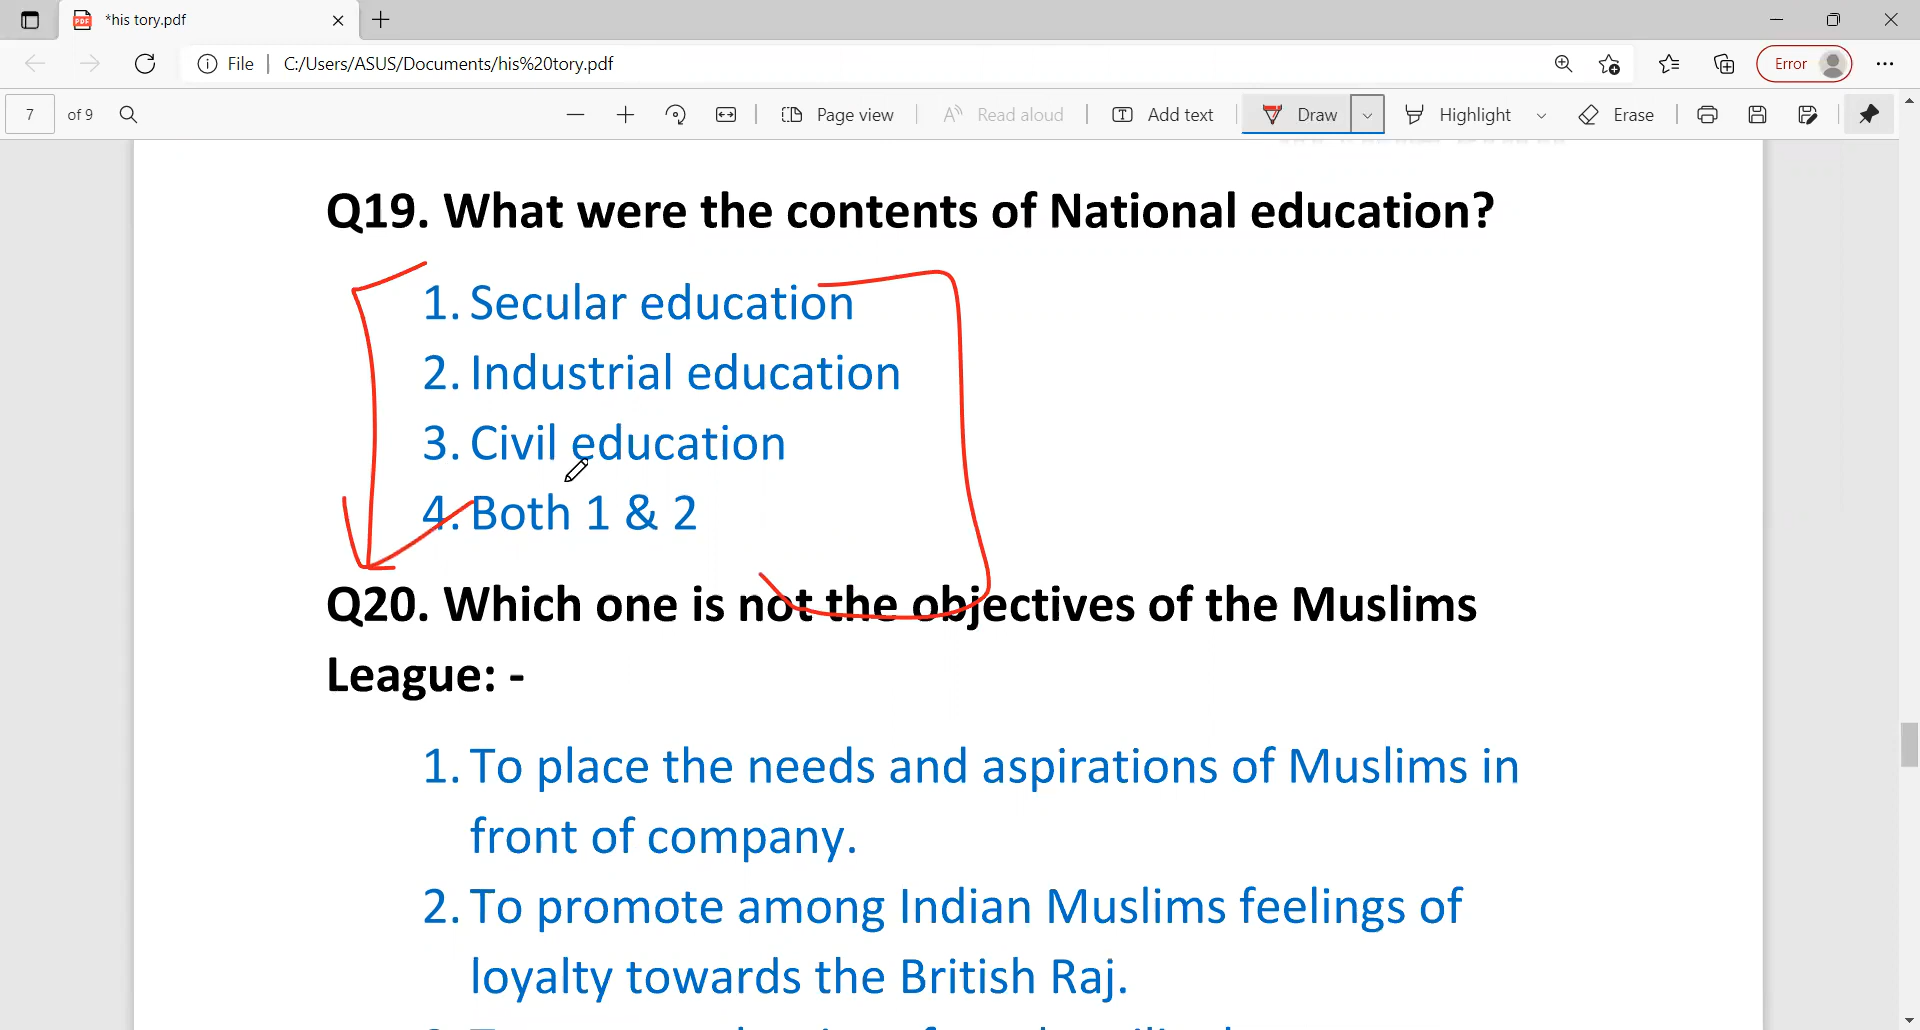 *his tory.pdf
File | C:/Users/ASUS/Documents/his%20tory.pdf
Error
7 of 9
Page view
Read aloud
Add text
Draw
Highlight
Erase
Q19. What were the contents of National education?
1. Secular education
2. Industrial education
3. Civil education
4. Both 1 & 2
Q20. Which one is not the objectives of the Muslims
League: -
1. To place the needs and aspirations of Muslims in
front of company.
2. To promote among Indian Muslims feelings of
loyalty towards the British Raj.